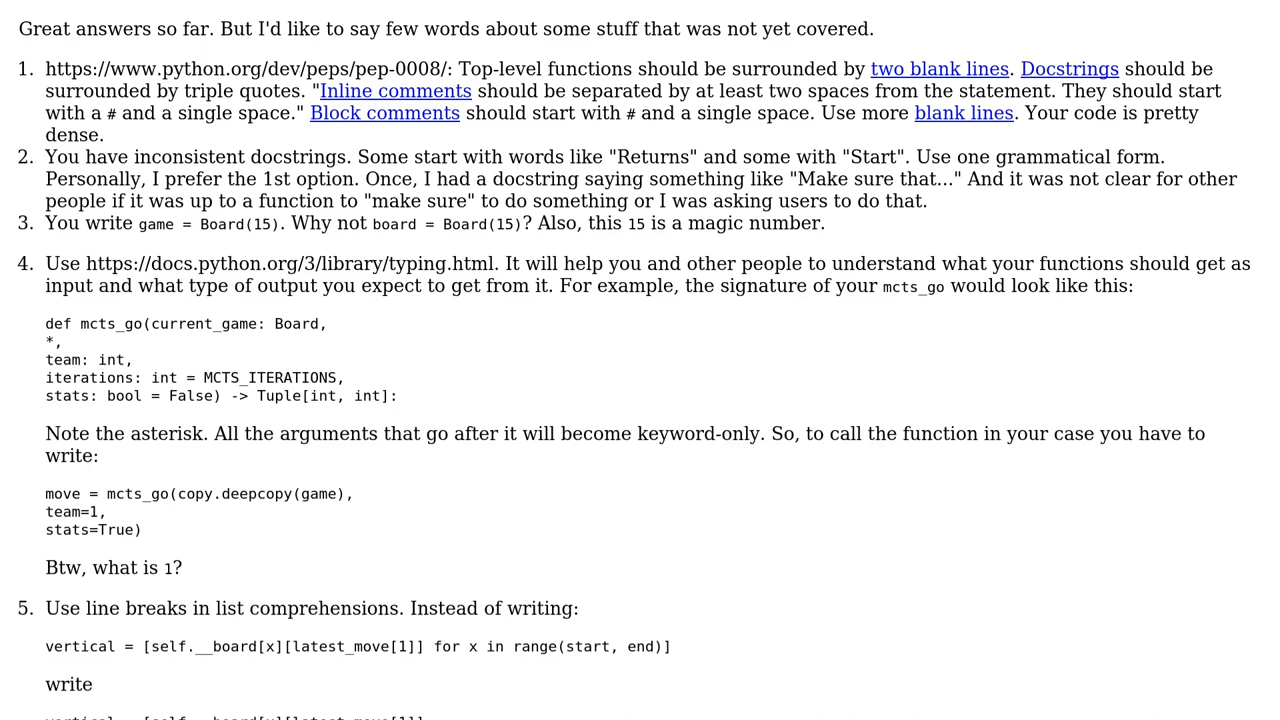 Great answers so far. But I'd like to say few words about some stuff that was not yet covered.
1. https://www.python.org/dev/peps/pep-0008/: Top-level functions should be surrounded by two blank lines. Docstrings should be
surrounded by triple quotes. "Inline comments should be separated by at least two spaces from the statement. They should start
with a # and a single space." Block comments should start with # and a single space. Use more blank lines. Your code is pretty
dense.
2. You have inconsistent docstrings. Some start with words like "Returns" and some with "Start". Use one grammatical form.
Personally, I prefer the 1st option. Once, I had a docstring saying something like "Make sure that..." And it was not clear for other
people if it was up to a function to "make sure" to do something or I was asking users to do that.
3. You write game = Board(15). Why not board = Board(15)? Also, this 15 is a magic number.
4. Use https://docs.python.org/3/library/typing.html. It will help you and other people to understand what your functions should get as
input and what type of output you expect to get from it. For example, the signature of your mcts_go would look like this:
def mcts_go(current_game: Board,
*,
team: int,
iterations: int = MCTS_ITERATIONS,
stats: bool = False) -> Tuple[int, int]:
Note the asterisk. All the arguments that go after it will become keyword-only. So, to call the function in your case you have to
write:
move = mcts_go(copy.deepcopy(game),
team=1,
stats=True)
Btw, what is 1?
5. Use line breaks in list comprehensions. Instead of writing:
vertical = [self.__board[x][latest_move[1]] for x in range(start, end)]
write
vertical = [self.__board[x][latest_move[1]]